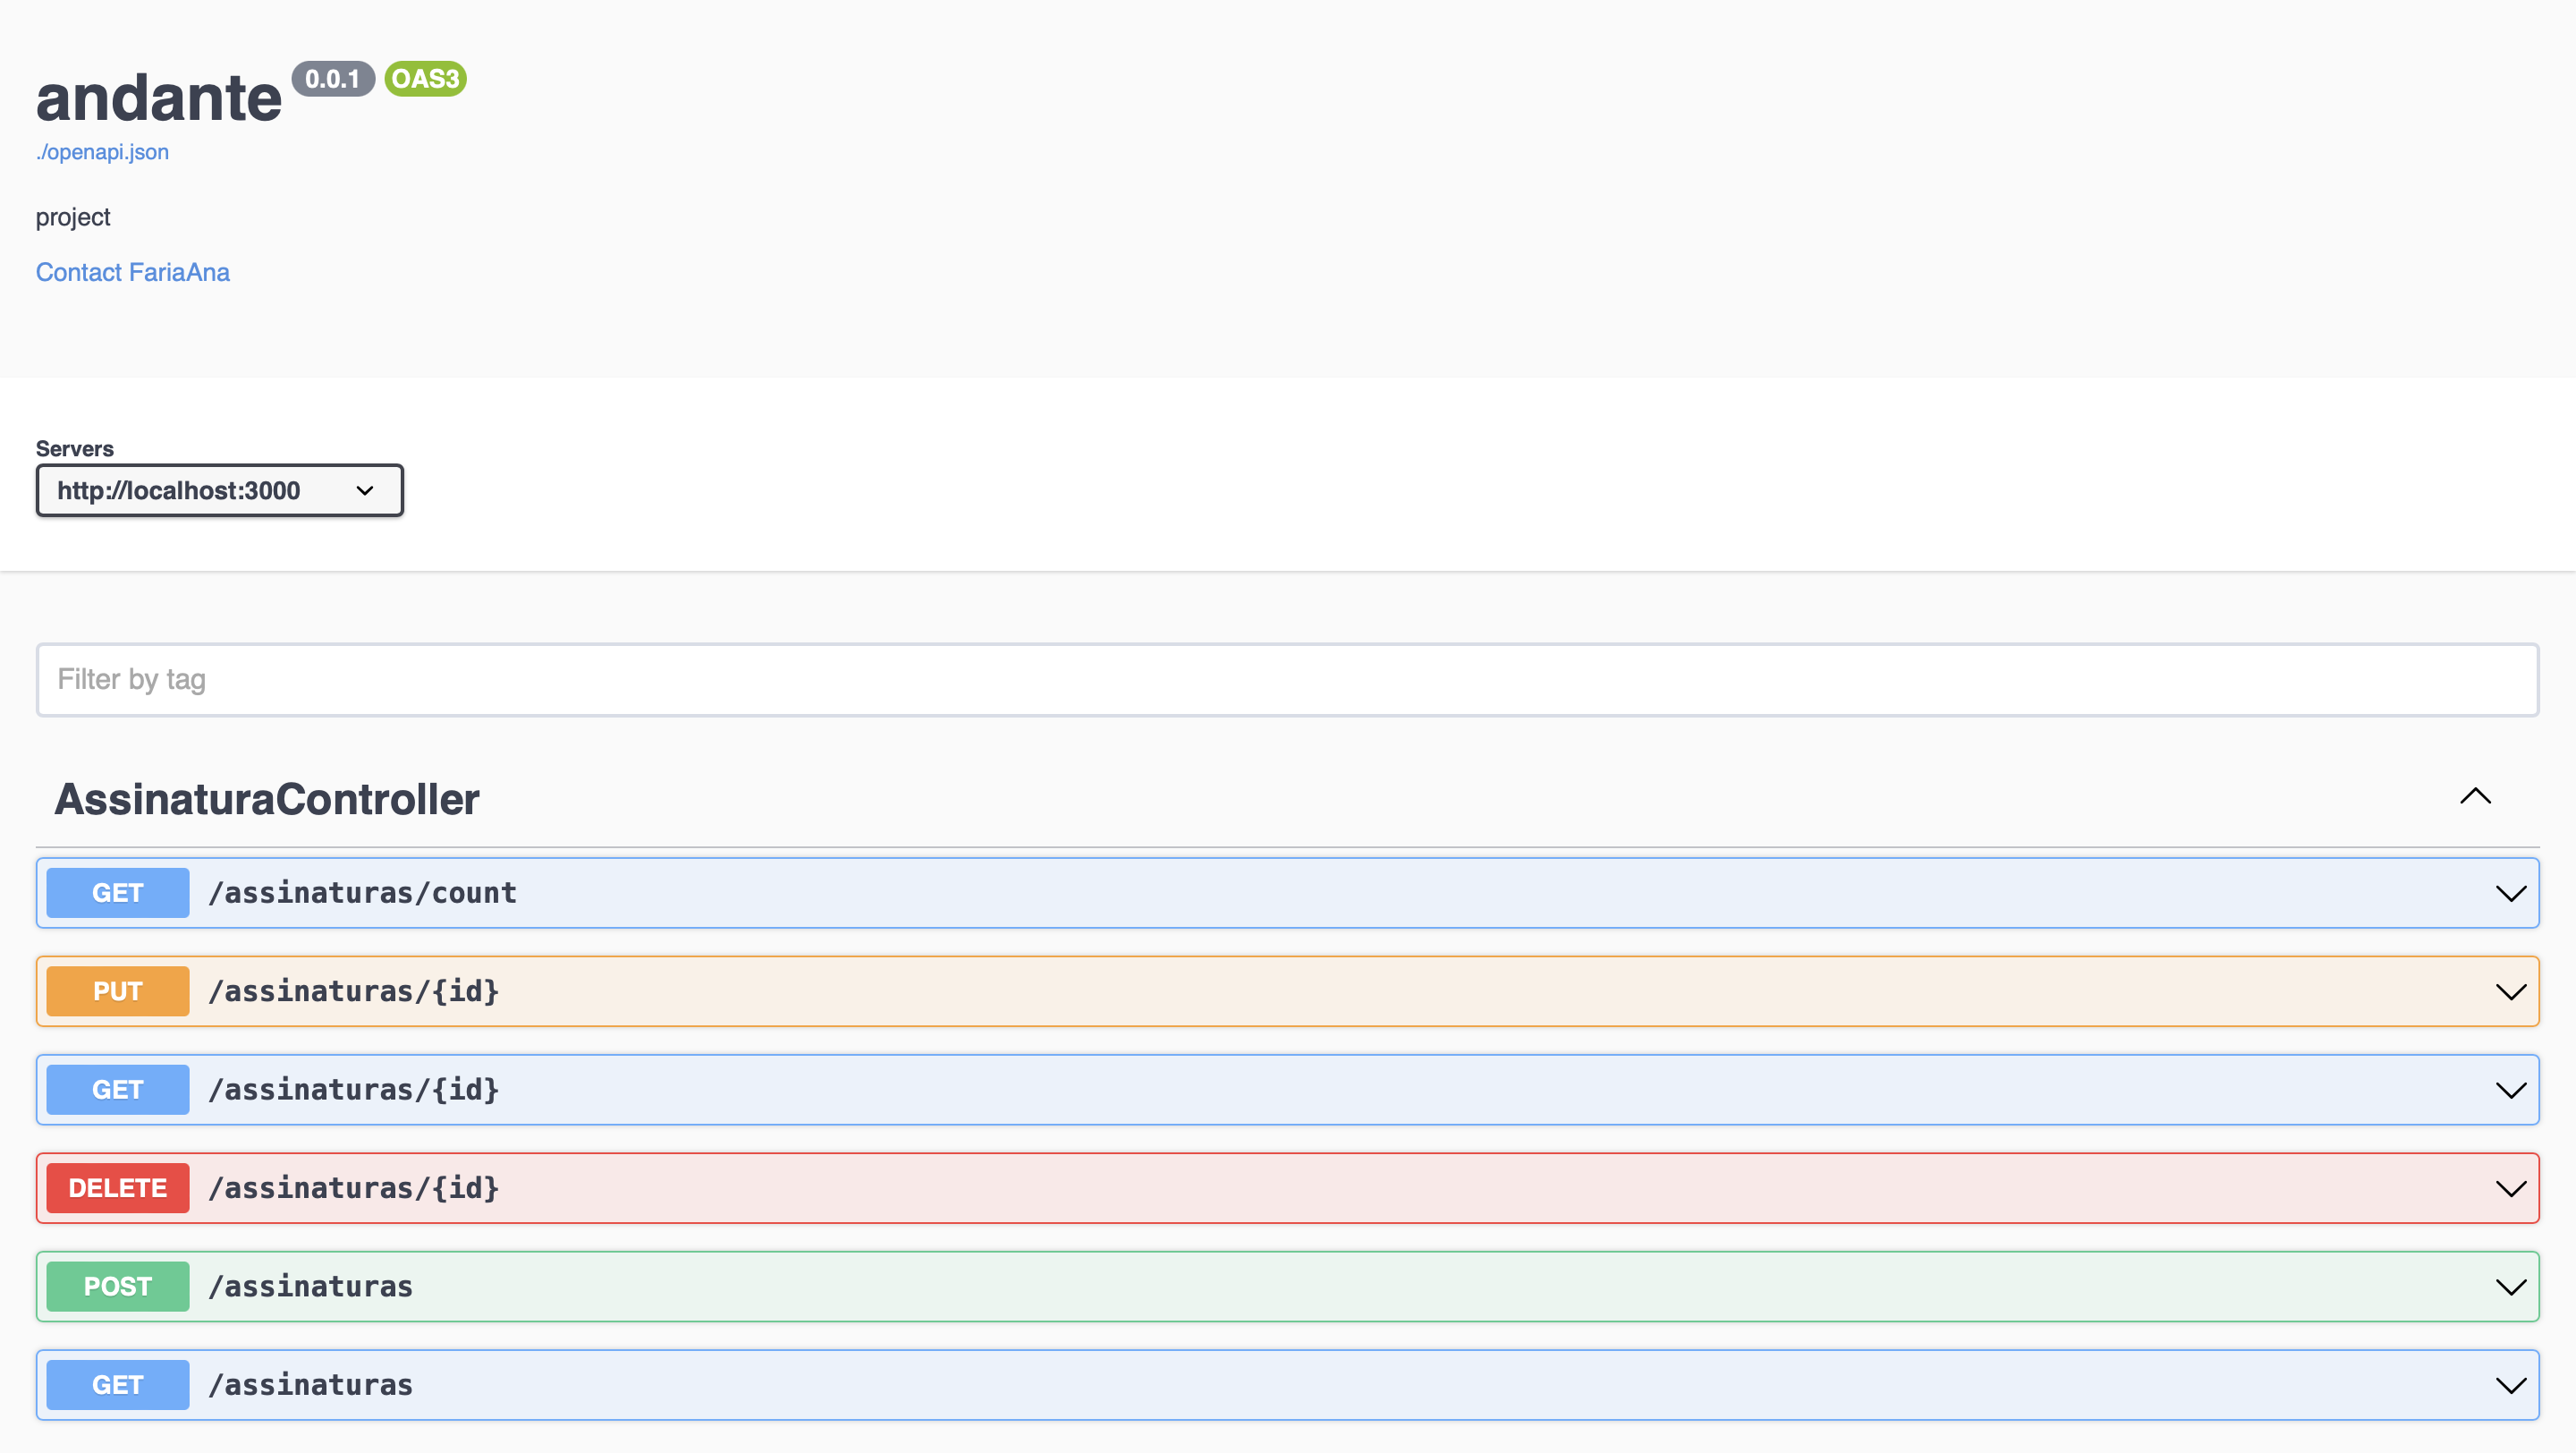 andante 0.0.1 OAS3
./openapi.json
project
Contact FariaAna
Servers
http://localhost:3000
Filter by tag
AssinaturaController
GET /assinaturas/count
PUT /assinaturas/{id}
GET /assinaturas/{id}
DELETE /assinaturas/{id}
POST /assinaturas
GET /assinaturas